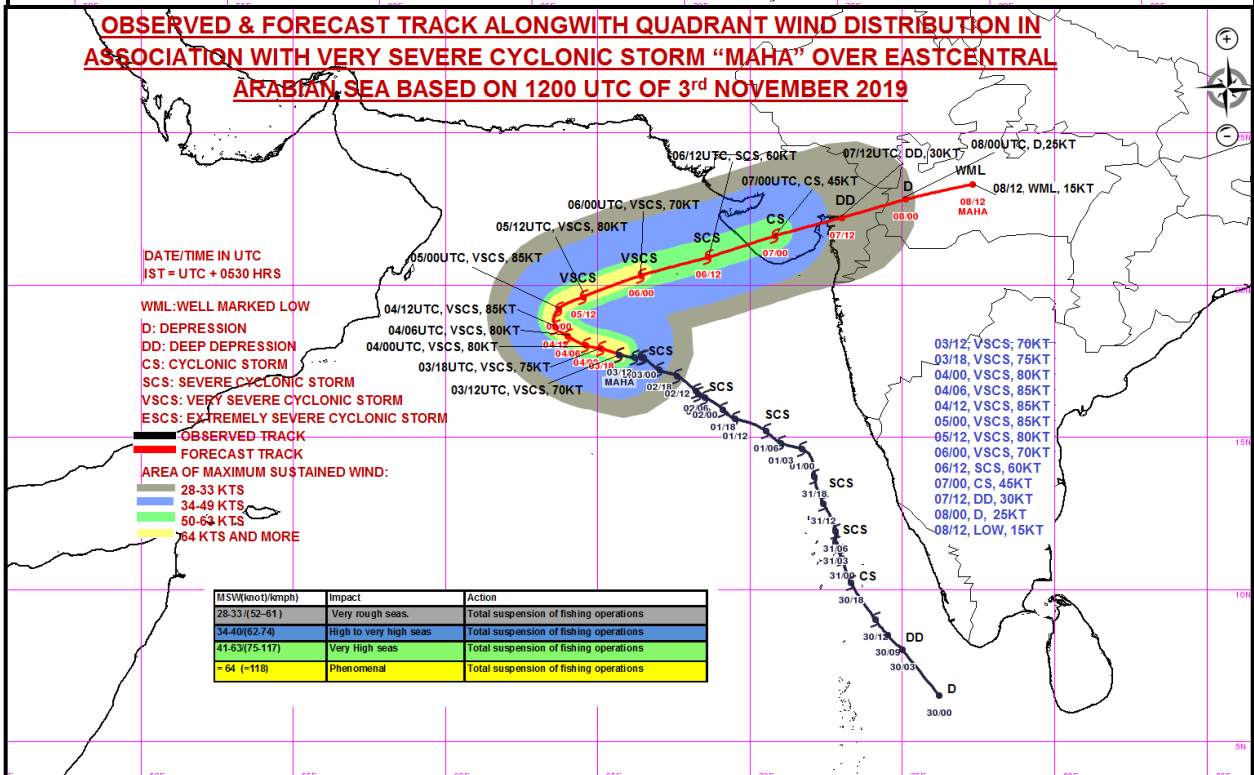 OBSERVED & FORECAST TRACK ALONGWITH QUADRANT WIND DISTRIBUTION IN
ASSOCIATION WITH VERY SEVERE CYCLONIC STORM “MAHA” OVER EASTCENTRAL
ARABIAN SEA BASED ON 1200 UTC OF 3rd NOVEMBER 2019
06/12UTC, SCS, 60KT
07/12UTC, DD, 30KT
08/00UTC, D,25KT
07/00UTC, CS, 45KT
WML
08/12, WML, 15KT
D
DD
08/12
MAHA
08/00
07/12
06/00UTC, VSCS, 70KT
05/12UTC, VSCS, 80KT
CS
SCS
07/00
05/00UTC, VSCS, 85KT
VSCS
VSCS
06/12
06/00
04/12UTC, VSCS, 85KT
05/12
04/06UTC, VSCS, 80KT
04/12
04/00UTC, VSCS, 80KT
04/06
03/18UTC, VSCS, 75KT
03/18
03/12
MAHA
03/12UTC, VSCS, 70KT
DATE/TIME IN UTC
IST = UTC + 0530 HRS
WML:WELL MARKED LOW
D: DEPRESSION
DD: DEEP DEPRESSION
CS: CYCLONIC STORM
SCS: SEVERE CYCLONIC STORM
VSCS: VERY SEVERE CYCLONIC STORM
ESCS: EXTREMELY SEVERE CYCLONIC STORM
OBSERVED TRACK
FORECAST TRACK
AREA OF MAXIMUM SUSTAINED WIND:
28-33 KTS
34-49 KTS
50-63 KTS
64 KTS AND MORE
SCS
03/00
02/18
02/12
SCS
02/06
02/00
01/18
01/12
SCS
01/06
01/03
01/00
SCS
31/18
31/12
SCS
31/06
31/03
31/00
CS
30/18
30/12
DD
30/09
30/03
D
30/00
03/12, VSCS, 70KT
03/18, VSCS, 75KT
04/00, VSCS, 80KT
04/06, VSCS, 85KT
04/12, VSCS, 85KT
05/00, VSCS, 85KT
05/12, VSCS, 80KT
06/00, VSCS, 70KT
06/12, SCS, 60KT
07/00, CS, 45KT
07/12, DD, 30KT
08/00, D, 25KT
08/12, LOW, 15KT
MSW(knot)/kmph) Impact Action
28-33/(52–61) Very rough seas. Total suspension of fishing operations
34-40/(62-74) High to very high seas Total suspension of fishing operations
41-63/(75-117) Very High seas Total suspension of fishing operations
= 64 (=118) Phenomenal Total suspension of fishing operations
15N
10N
5N